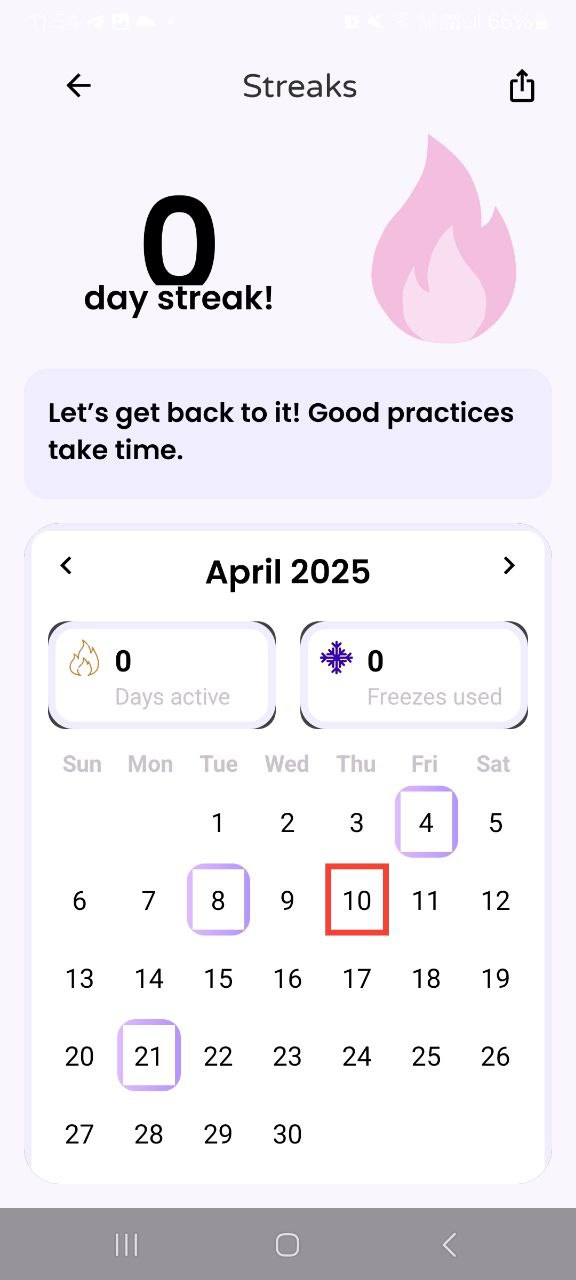 11:54 66%
Streaks
0
day streak!
Let’s get back to it! Good practices
take time.
April 2025
0 0
Days active Freezes used
Sun Mon Tue Wed Thu Fri Sat
1 2 3 4 5
6 7 8 9 10 11 12
13 14 15 16 17 18 19
20 21 22 23 24 25 26
27 28 29 30